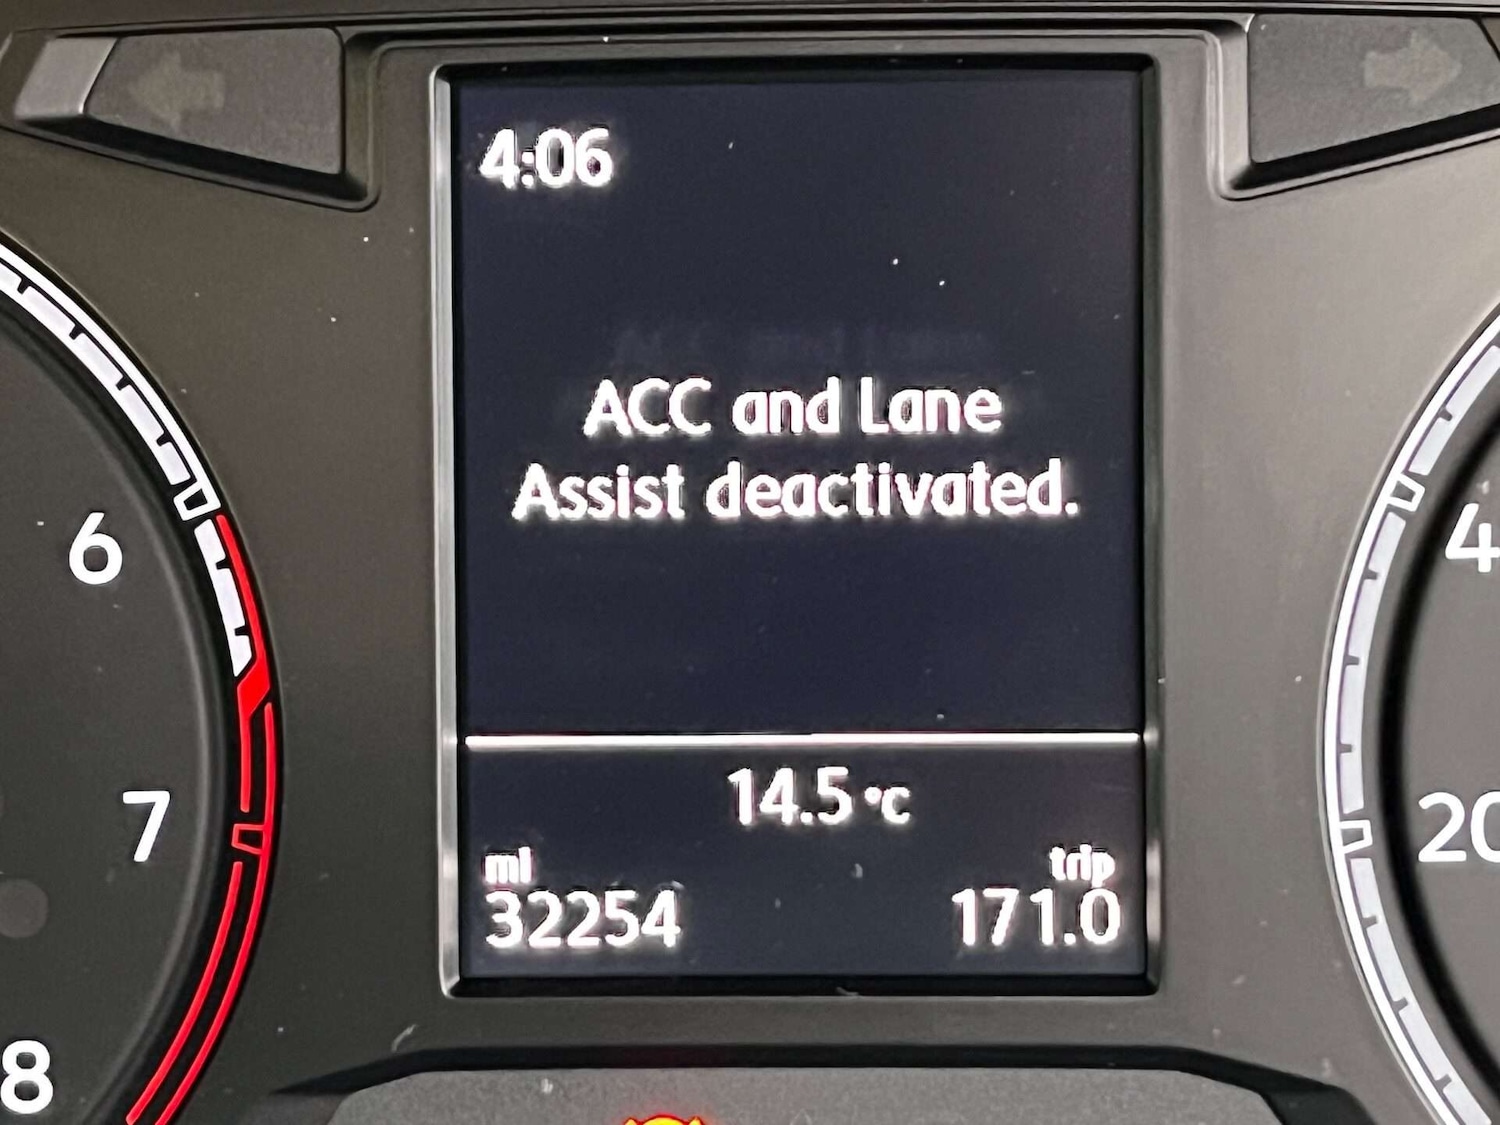 4:06
ACC and Lane
Assist deactivated.
6
4
14.5 °C
7
20
mi
trip
32254
171.0
8